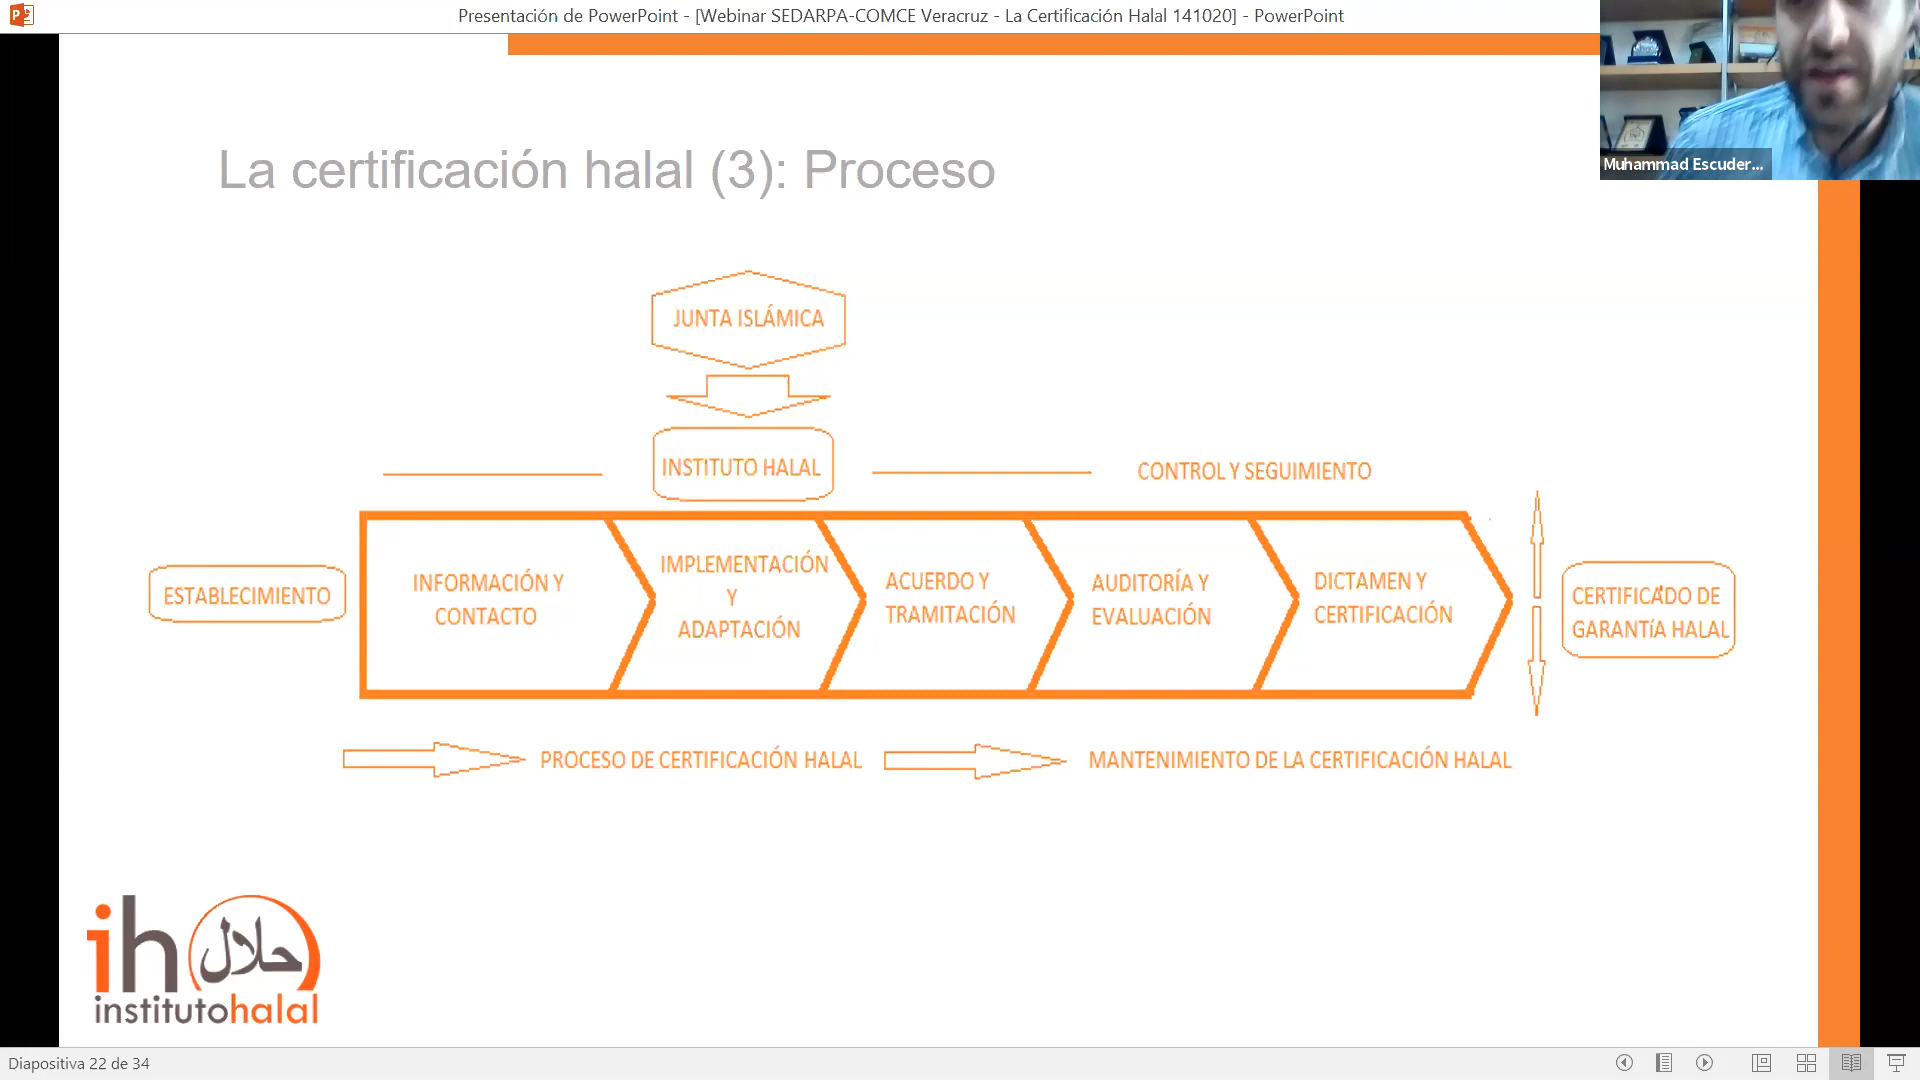 Presentación de PowerPoint - [Webinar SEDARPA-COMCE Veracruz - La Certificación Halal 141020] - PowerPoint
Muhammad Escuder...
La certificación halal (3): Proceso
JUNTA ISLÁMICA
INSTITUTO HALAL
CONTROL Y SEGUIMIENTO
ESTABLECIMIENTO
INFORMACIÓN Y
CONTACTO
IMPLEMENTACIÓN
Y
ADAPTACIÓN
ACUERDO Y
TRAMITACIÓN
AUDITORÍA Y
EVALUACIÓN
DICTAMEN Y
CERTIFICACIÓN
CERTIFICADO DE
GARANTÍA HALAL
PROCESO DE CERTIFICACIÓN HALAL
MANTENIMIENTO DE LA CERTIFICACIÓN HALAL
ih حلال
institutohalal
Diapositiva 22 de 34